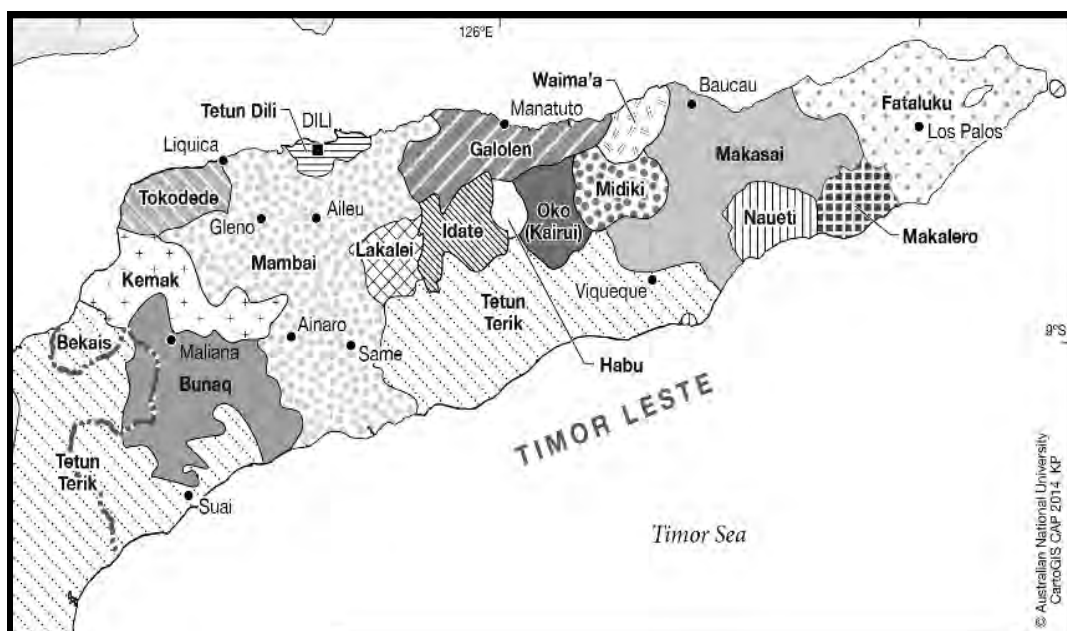 126ºE
Waima'a
Baucau
Tetun Dili
DILI
Manatuto
Fataluku
Liquica
Los Palos
Galolen
Makasai
Tokodede
Midiki
Gleno
Aileu
Idate
Oko
(Kairui)
Naueti
Lakalei
Makalero
Mambai
Kemak
Tetun
Terik
Viqueque
Bekais
Ainaro
9ºS
Maliana
Same
Habu
Bunaq
TIMOR LESTE
Tetun
Terik
Suai
Timor Sea
© Australian National University
CartoGIS CAP 2014 KP